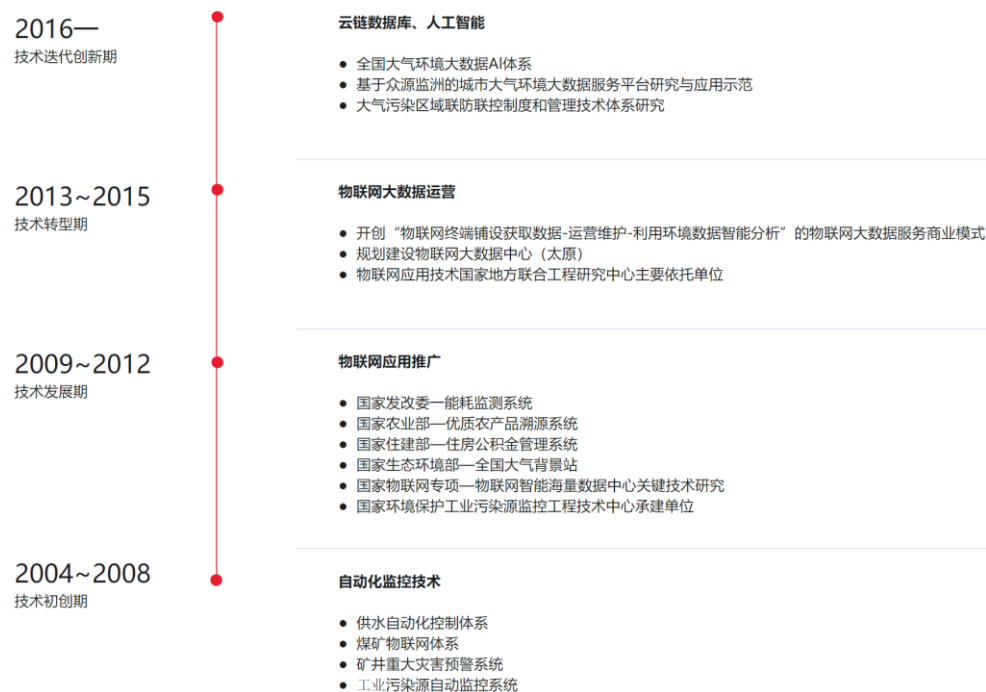 2016—
技术迭代创新期
云链数据库、人工智能
● 全国大气环境大数据AI体系
● 基于众源监洲的城市大气环境大数据服务平台研究与应用示范
● 大气污染区域联防联控制度和管理技术体系研究
2013~2015
技术转型期
物联网大数据运营
● 开创“物联网终端铺设获取数据-运营维护-利用环境数据智能分析”的物联网大数据服务商业模式
● 规划建设物联网大数据中心（太原）
● 物联网应用技术国家地方联合工程研究中心主要依托单位
2009~2012
技术发展期
物联网应用推广
● 国家发改委一能耗监测系统
● 国家农业部—优质农产品溯源系统
● 国家住建部—住房公积金管理系统
● 国家生态环境部—全国大气背景站
● 国家物联网专项—物联网智能海量数据中心关键技术研究
● 国家环境保护工业污染源监控工程技术中心承建单位
2004~2008
技术初创期
自动化监控技术
● 供水自动化控制体系
● 煤矿物联网体系
● 矿井重大灾害预警系统
● 工业污染源自动监控系统